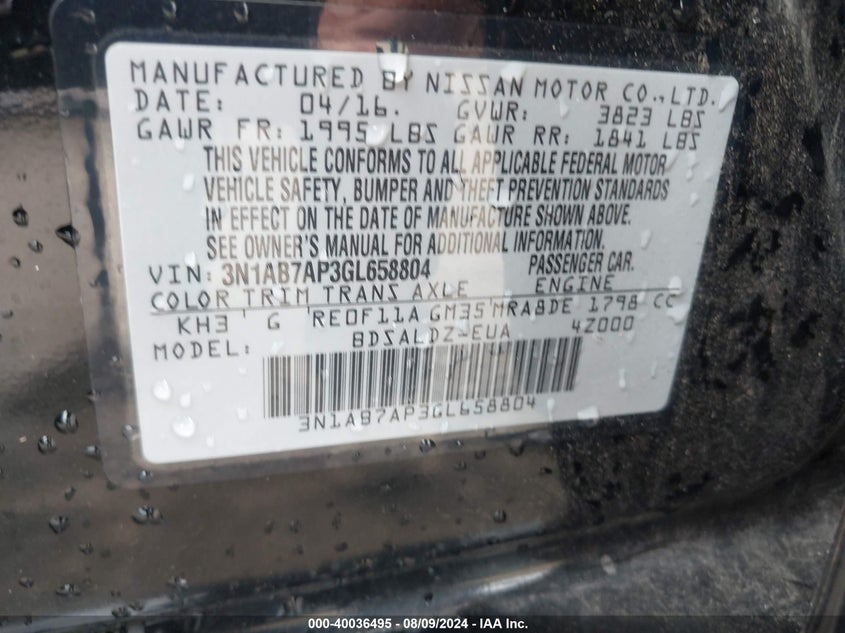 MANUFACTURED BY NISSAN MOTOR CO., LTD.
DATE: 04/16. GVWR: 3823 LBS
GAWR FR: 1995 LBS GAWR RR: 1841 LBS
THIS VEHICLE CONFORMS TO ALL APPLICABLE FEDERAL MOTOR
VEHICLE SAFETY, BUMPER AND THEFT PREVENTION STANDARDS
IN EFFECT ON THE DATE OF MANUFACTURE SHOWN ABOVE.
SEE OWNER'S MANUAL FOR ADDITIONAL INFORMATION.
VIN: 3N1AB7AP3GL658804 PASSENGER CAR.
COLOR TRIM TRANS AXLE ENGINE
KH3 G RE0F11A GM35 MRA8DE 1798 CC
MODEL: BDSALDZ-EUA 4Z000
3N1AB7AP3GL658804
000-40036495 - 08/09/2024 - IAA Inc.